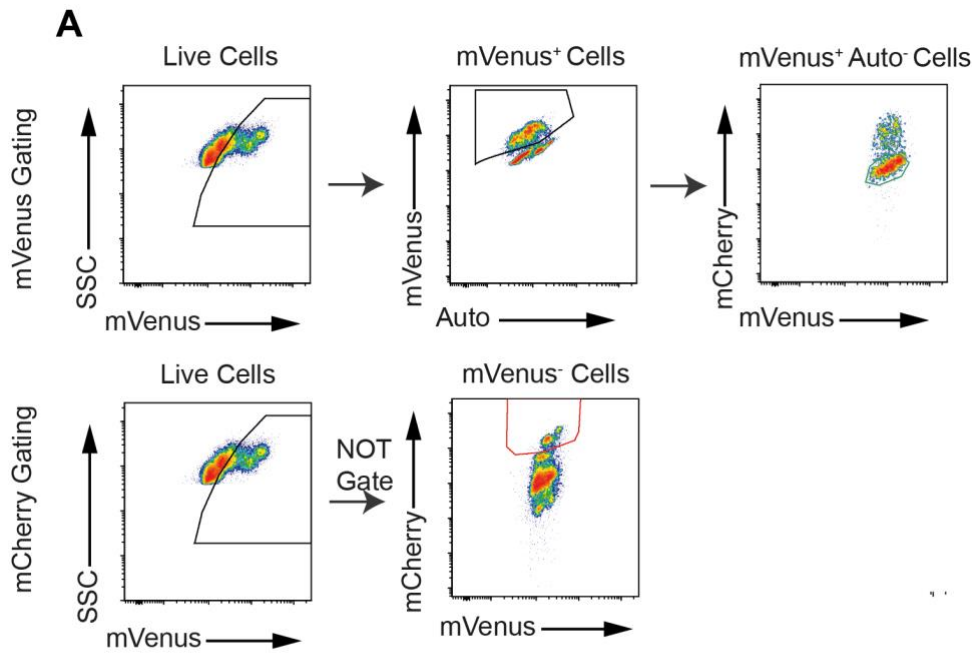 A
Live Cells
mVenus⁺ Cells
mVenus⁺ Auto⁻ Cells
mVenus Gating
SSC
mVenus
mVenus
Auto
mCherry
mVenus
Live Cells
mVenus⁻ Cells
mCherry Gating
SSC
mVenus
NOT
Gate
mCherry
mVenus